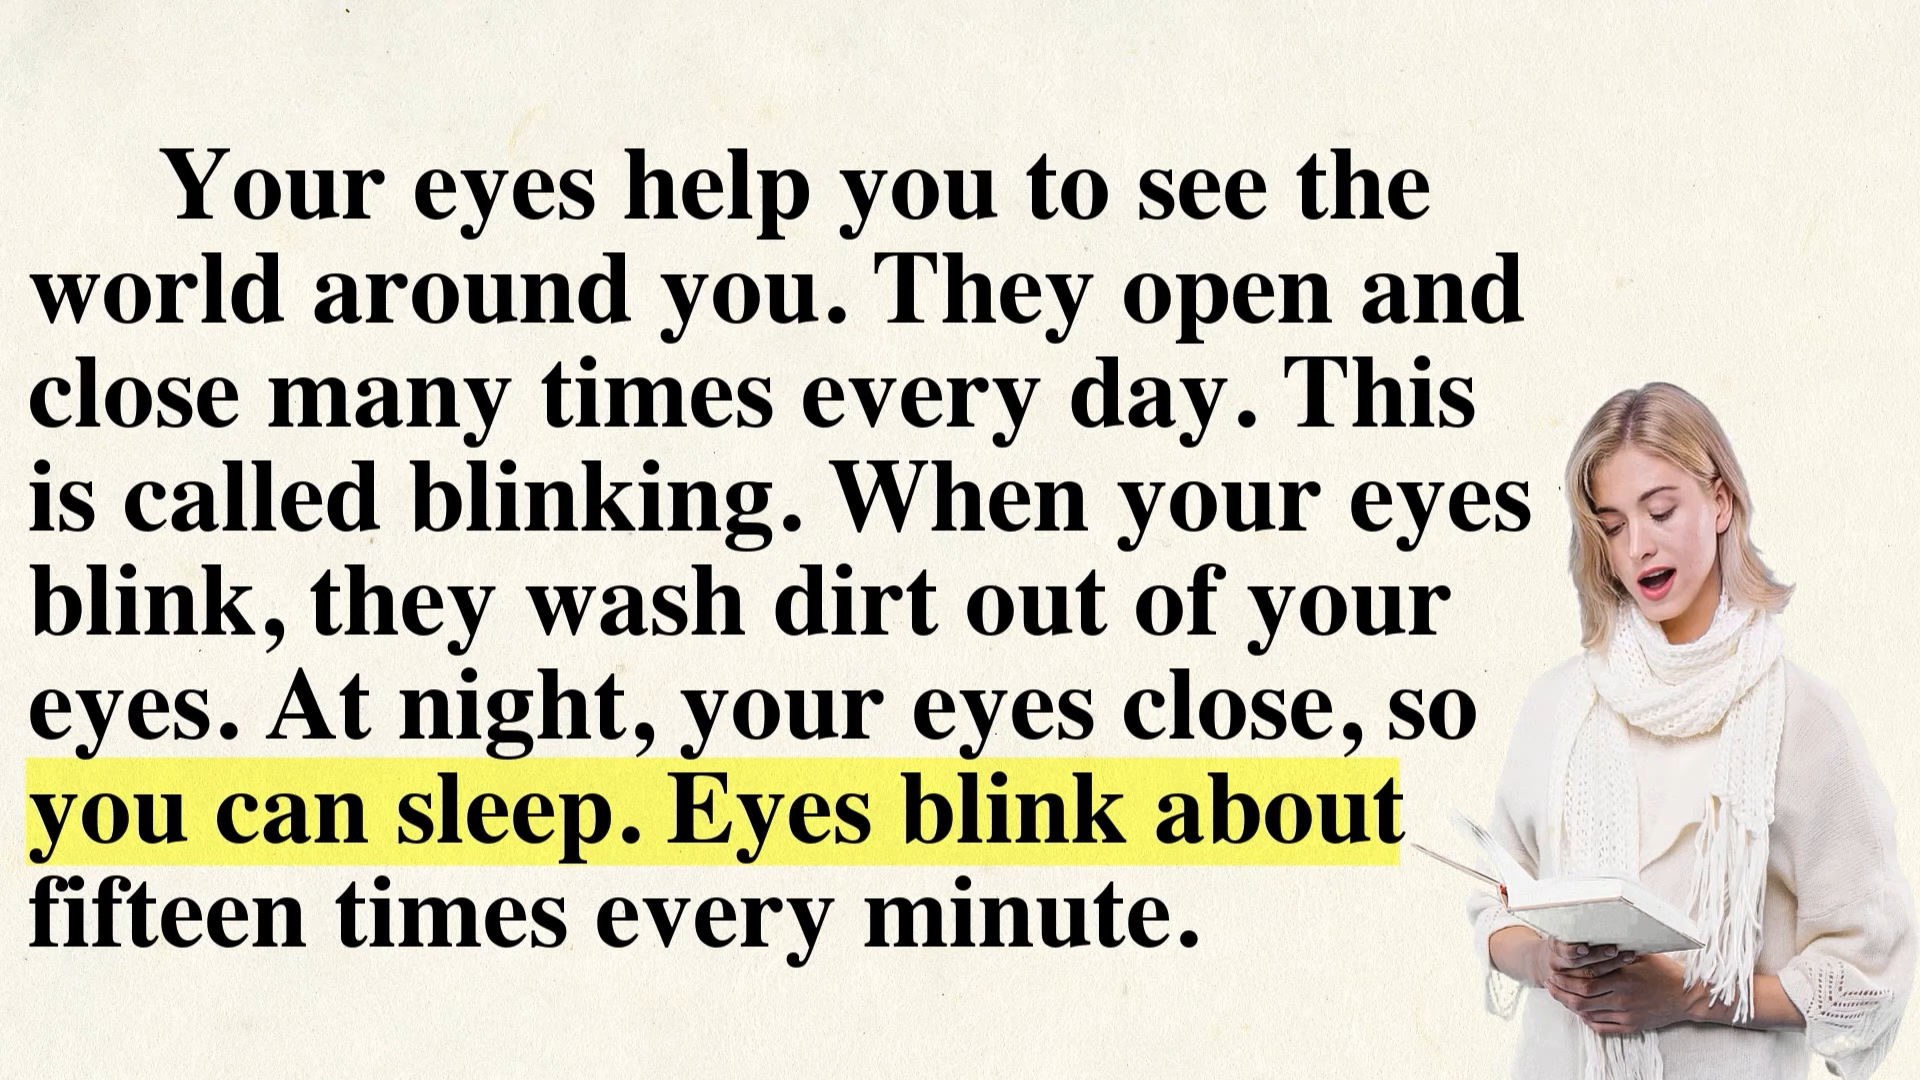 Your eyes help you to see the
world around you. They open and
close many times every day. This
is called blinking. When your eyes
blink, they wash dirt out of your
eyes. At night, your eyes close, so
you can sleep. Eyes blink about
fifteen times every minute.